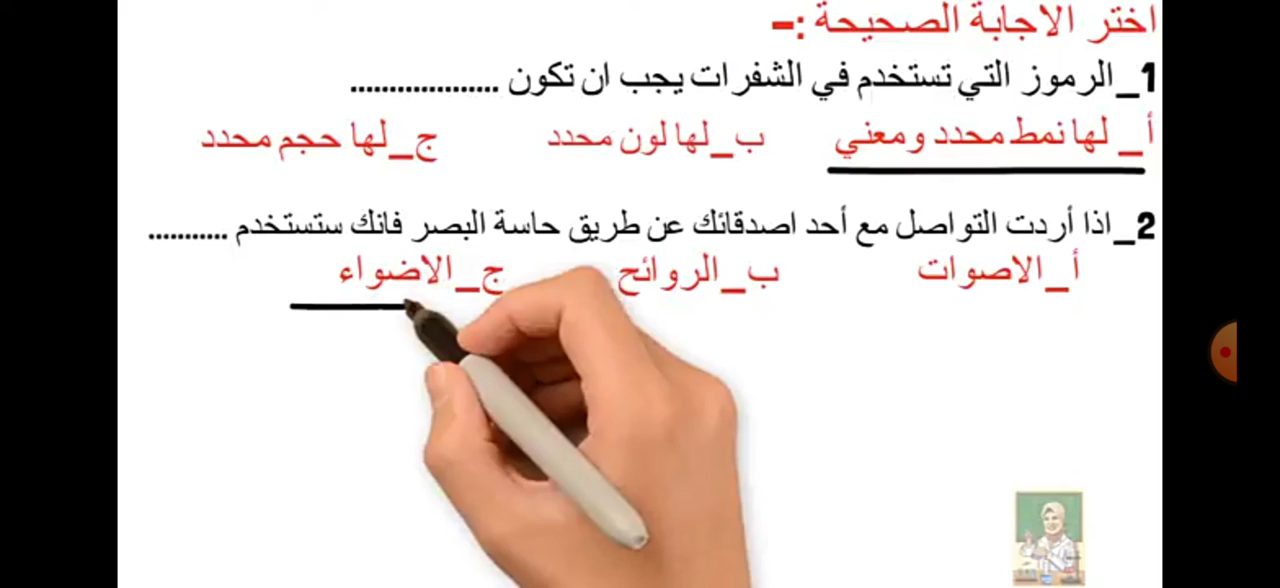 اختر الاجابة الصحيحة :-
1_الرموز التي تستخدم في الشفرات يجب ان تكون ...................
أ_ لها نمط محدد ومعني ب_لها لون محدد ج_لها حجم محدد
2_اذا أردت التواصل مع أحد اصدقائك عن طريق حاسة البصر فانك ستستخدم ...........
أ_الاصوات ب_الروائح ج_الاضواء